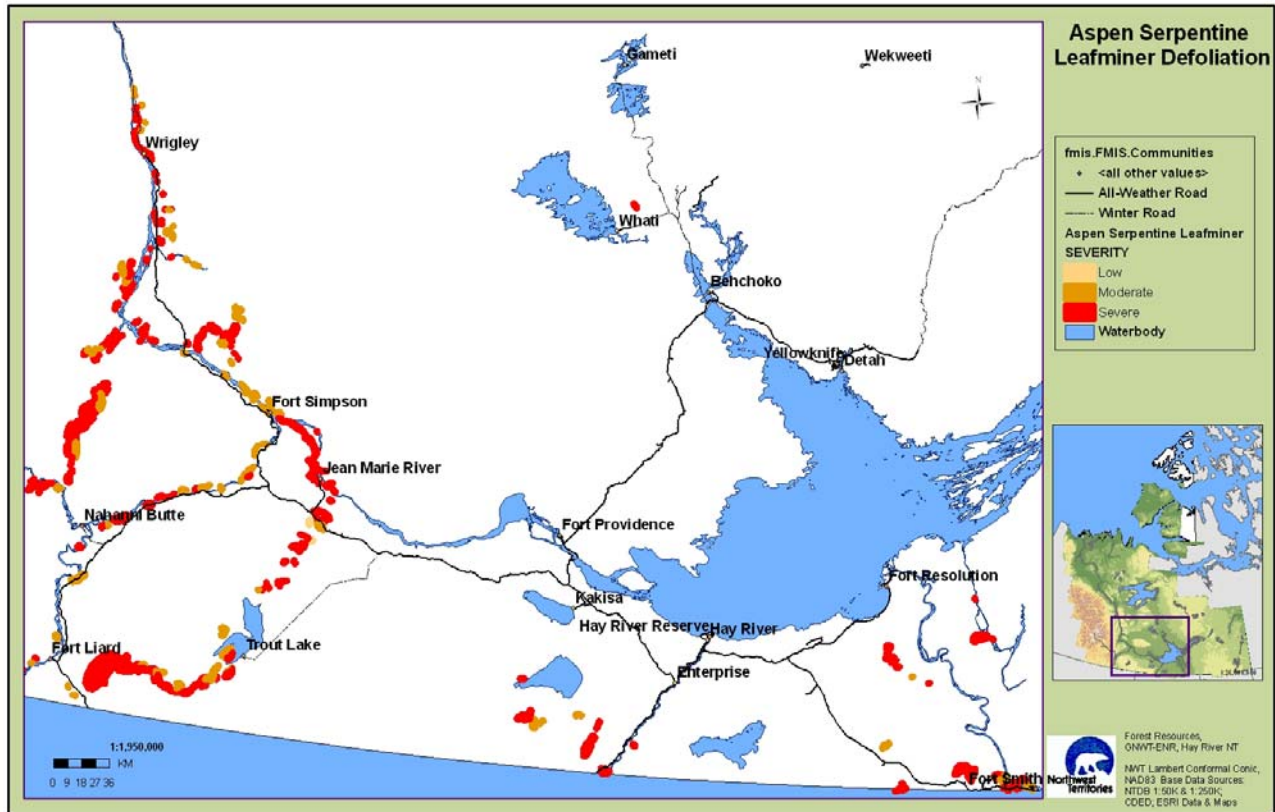 Aspen Serpentine
Leafminer Defoliation
fmis.FMIS.Communities
<all other values>
All-Weather Road
Winter Road
Aspen Serpentine Leafminer
SEVERITY
Low
Moderate
Severe
Waterbody
Gameti
Wekweeti
N
Wrigley
Whati
Behchoko
Yellowknife
Detah
Fort Simpson
Jean Marie River
Nahanni Butte
Fort Providence
Fort Resolution
Kakisa
Hay River Reserve
Hay River
Fort Liard
Trout Lake
Enterprise
Fort Smith
1:1,950,000
KM
0 9 18 27 36
Northwest
Territories
Forest Resources,
GNWT-ENR, Hay River NT
NWT Lambert Conformal Conic,
NAD83 Base Data Sources:
NTDB 1:50K & 1:250K;
CDED, ESRI Data & Maps